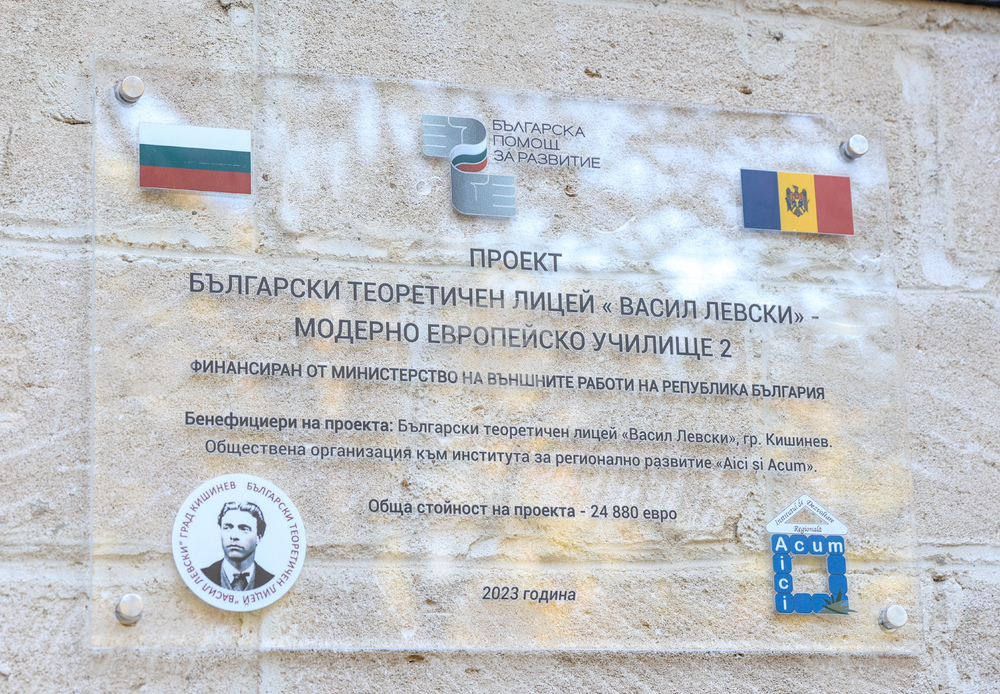 БЪЛГАРСКА
ПОМОЩ
ЗА РАЗВИТИЕ
ПРОЕКТ
БЪЛГАРСКИ ТЕОРЕТИЧЕН ЛИЦЕЙ « ВАСИЛ ЛЕВСКИ» -
МОДЕРНО ЕВРОПЕЙСКО УЧИЛИЩЕ 2
ФИНАНСИРАН ОТ МИНИСТЕРСТВО НА ВЪНШНИТЕ РАБОТИ НА РЕПУБЛИКА БЪЛГАРИЯ
Бенефициери на проекта: Български теоретичен лицей «Васил Левски», гр. Кишинев.
Обществена организация към института за регионално развитие «Aici și Acum».
Обща стойност на проекта - 24 880 евро
2023 година
БЪЛГАРСКИ ТЕОРЕТИЧЕН ЛИЦЕЙ "ВАСИЛ ЛЕВСКИ" ГРАД КИШИНЕВ
Regională
Acum
Aici